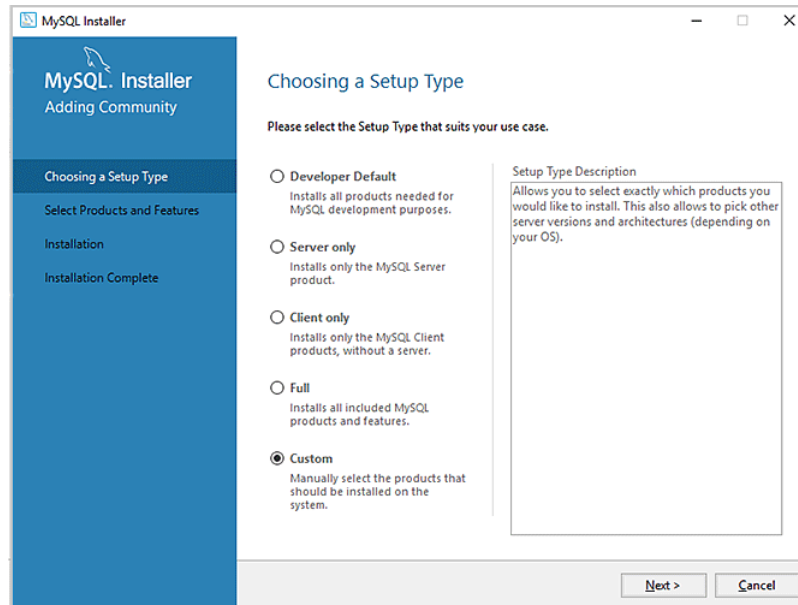 MySQL Installer
MySQL. Installer
Adding Community
Choosing a Setup Type
Select Products and Features
Installation
Installation Complete
Choosing a Setup Type
Please select the Setup Type that suits your use case.
Developer Default
Installs all products needed for
MySQL development purposes.
Server only
Installs only the MySQL Server
product.
Client only
Installs only the MySQL Client
products, without a server.
Full
Installs all included MySQL
products and features.
Custom
Manually select the products that
should be installed on the
system.
Setup Type Description
Allows you to select exactly which products you
would like to install. This also allows to pick other
server versions and architectures (depending on
your OS).
Next >
Cancel